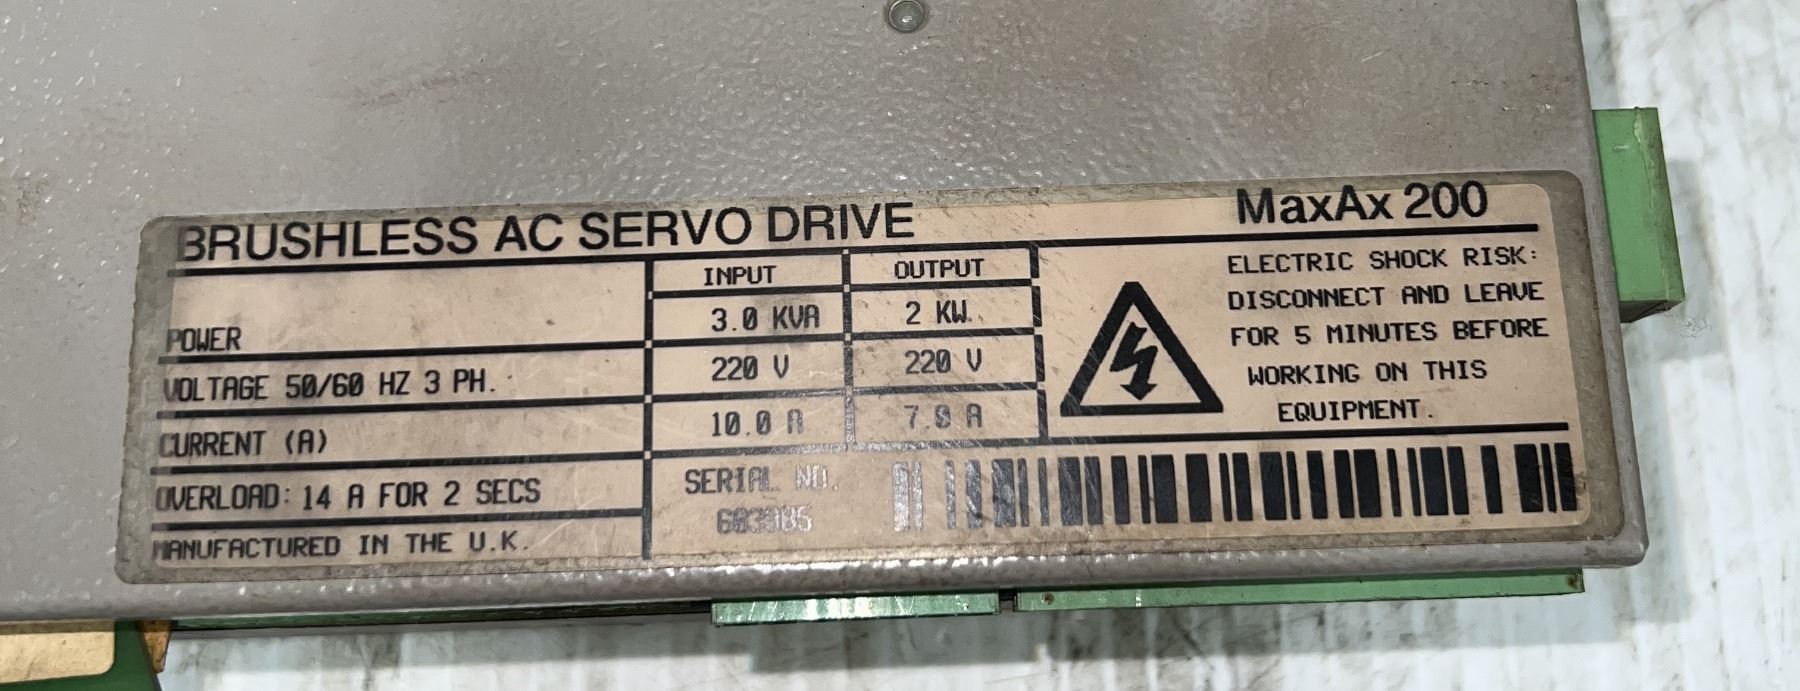 BRUSHLESS AC SERVO DRIVE MaxAx 200
INPUT OUTPUT
POWER 3.0 KVA 2 KW.
VOLTAGE 50/60 HZ 3 PH. 220 V 220 V
CURRENT (A) 10.0 A 7.0 A
OVERLOAD: 14 A FOR 2 SECS
MANUFACTURED IN THE U.K.
SERIAL NO.
ELECTRIC SHOCK RISK:
DISCONNECT AND LEAVE
FOR 5 MINUTES BEFORE
WORKING ON THIS
EQUIPMENT.